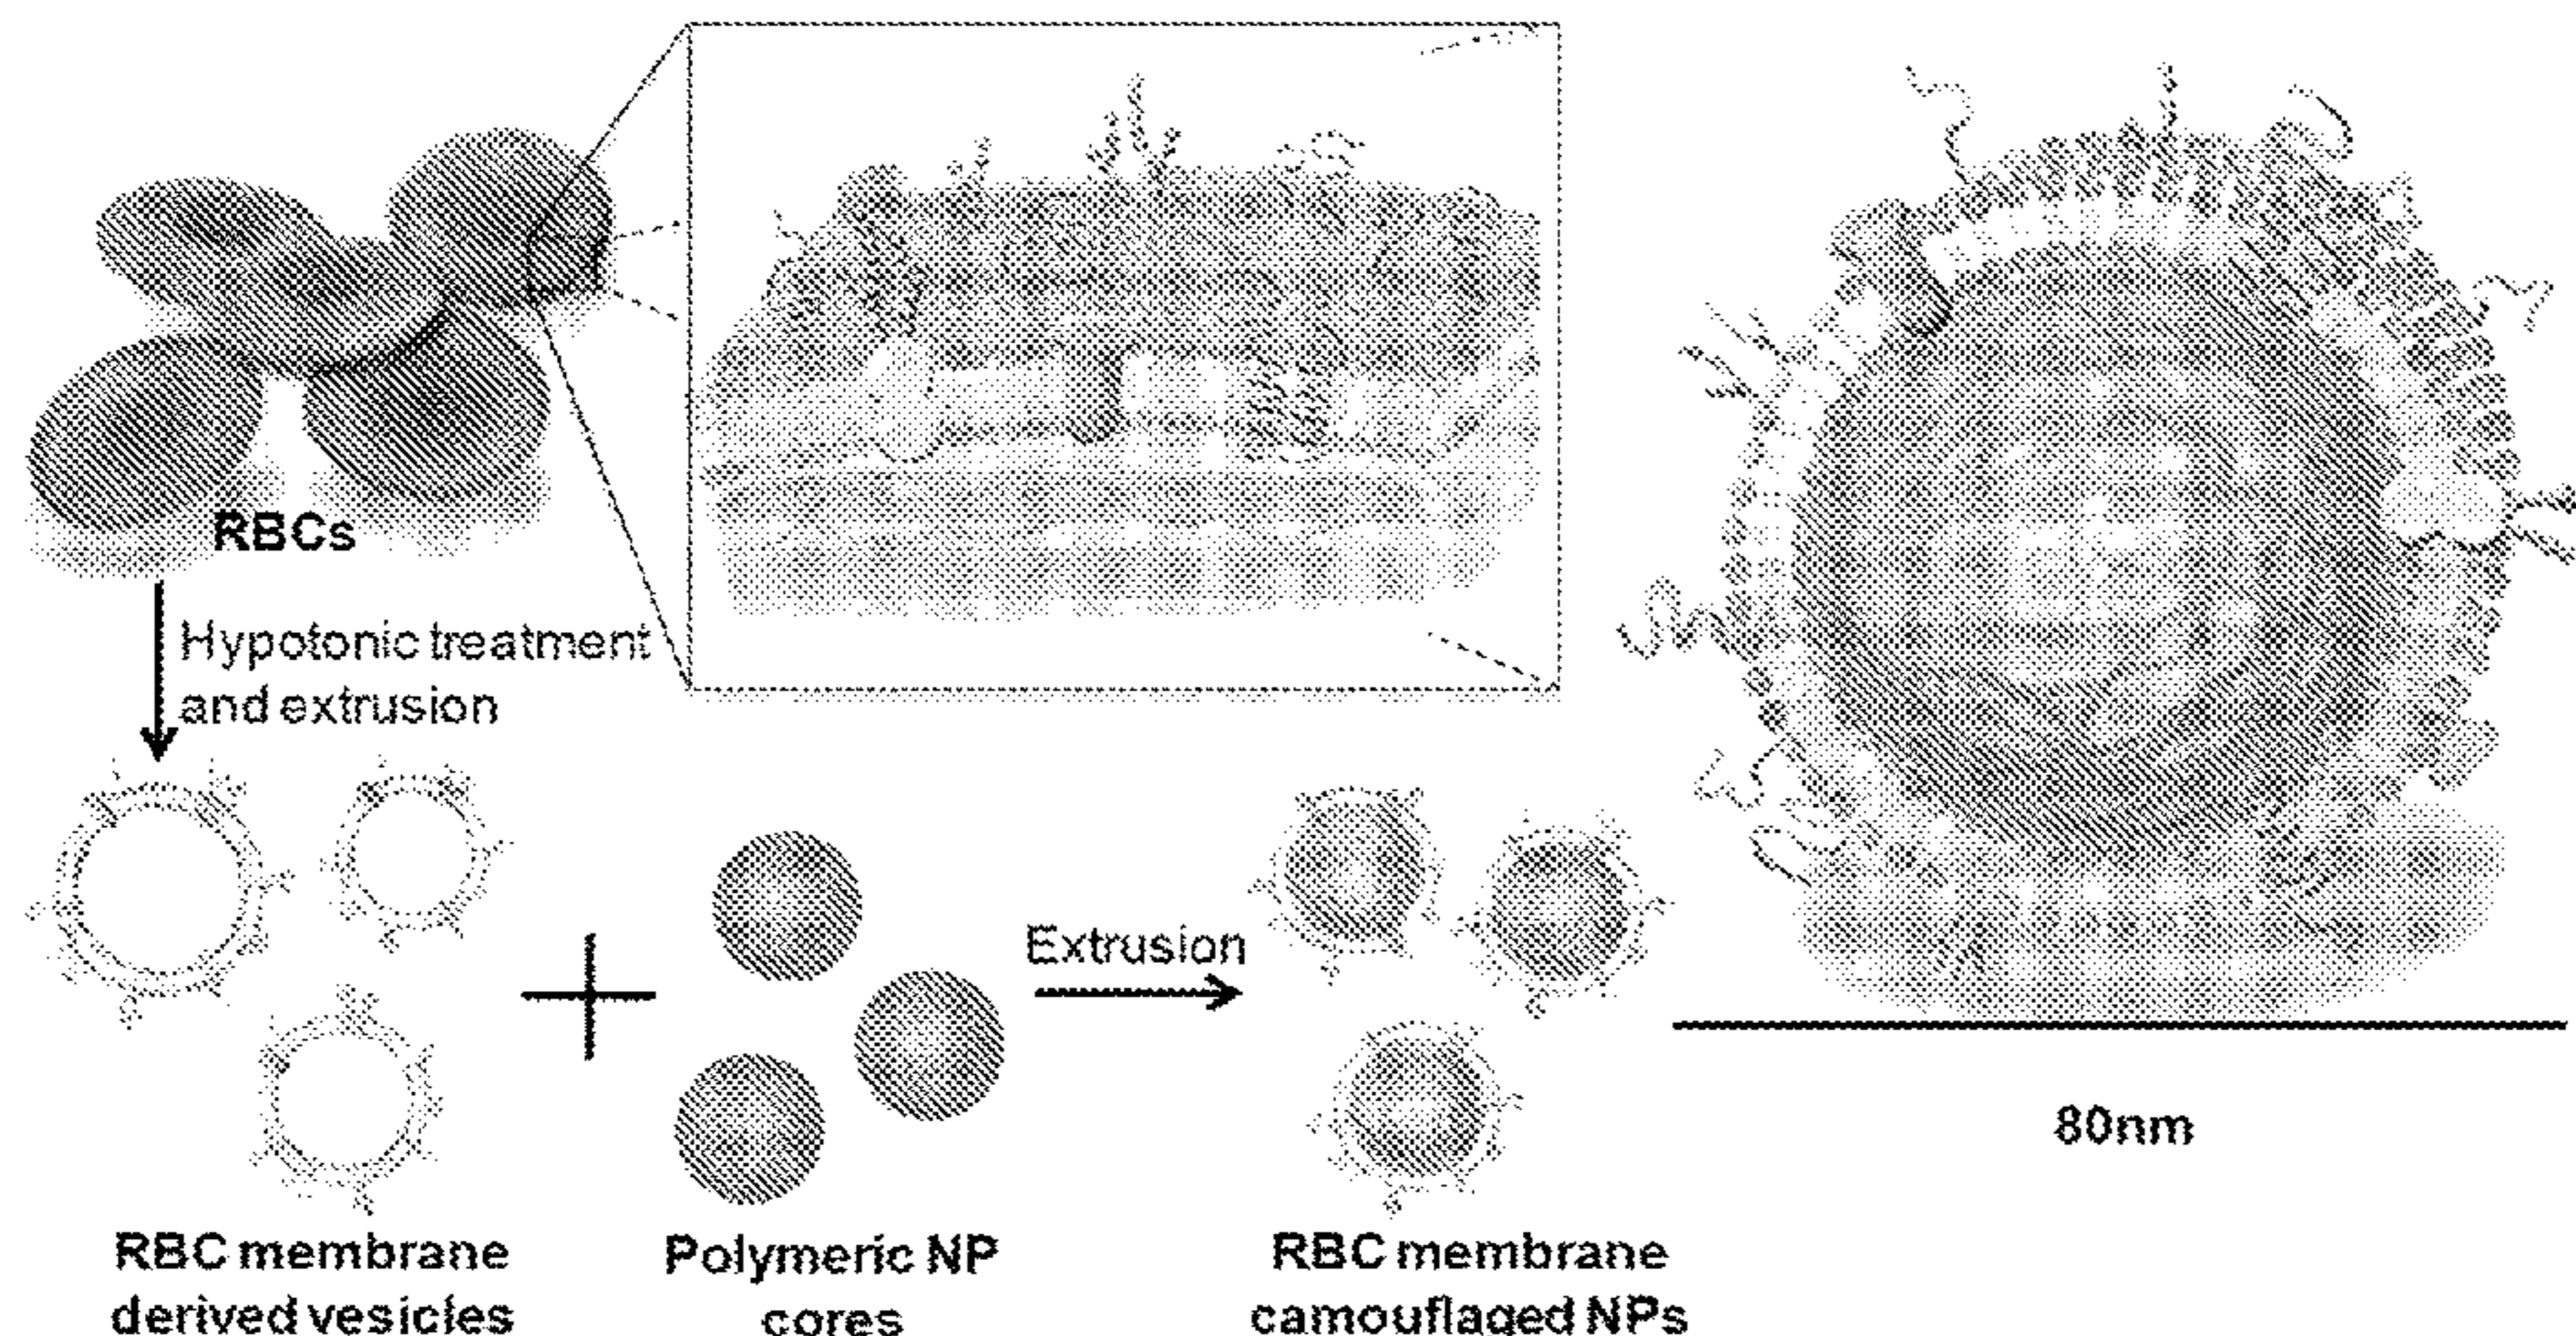 RBCs
Hypotonic treatment
and extrusion
Extrusion
80nm
RBC membrane
derived vesicles
Polymeric NP
cores
RBC membrane
camouflaged NPs